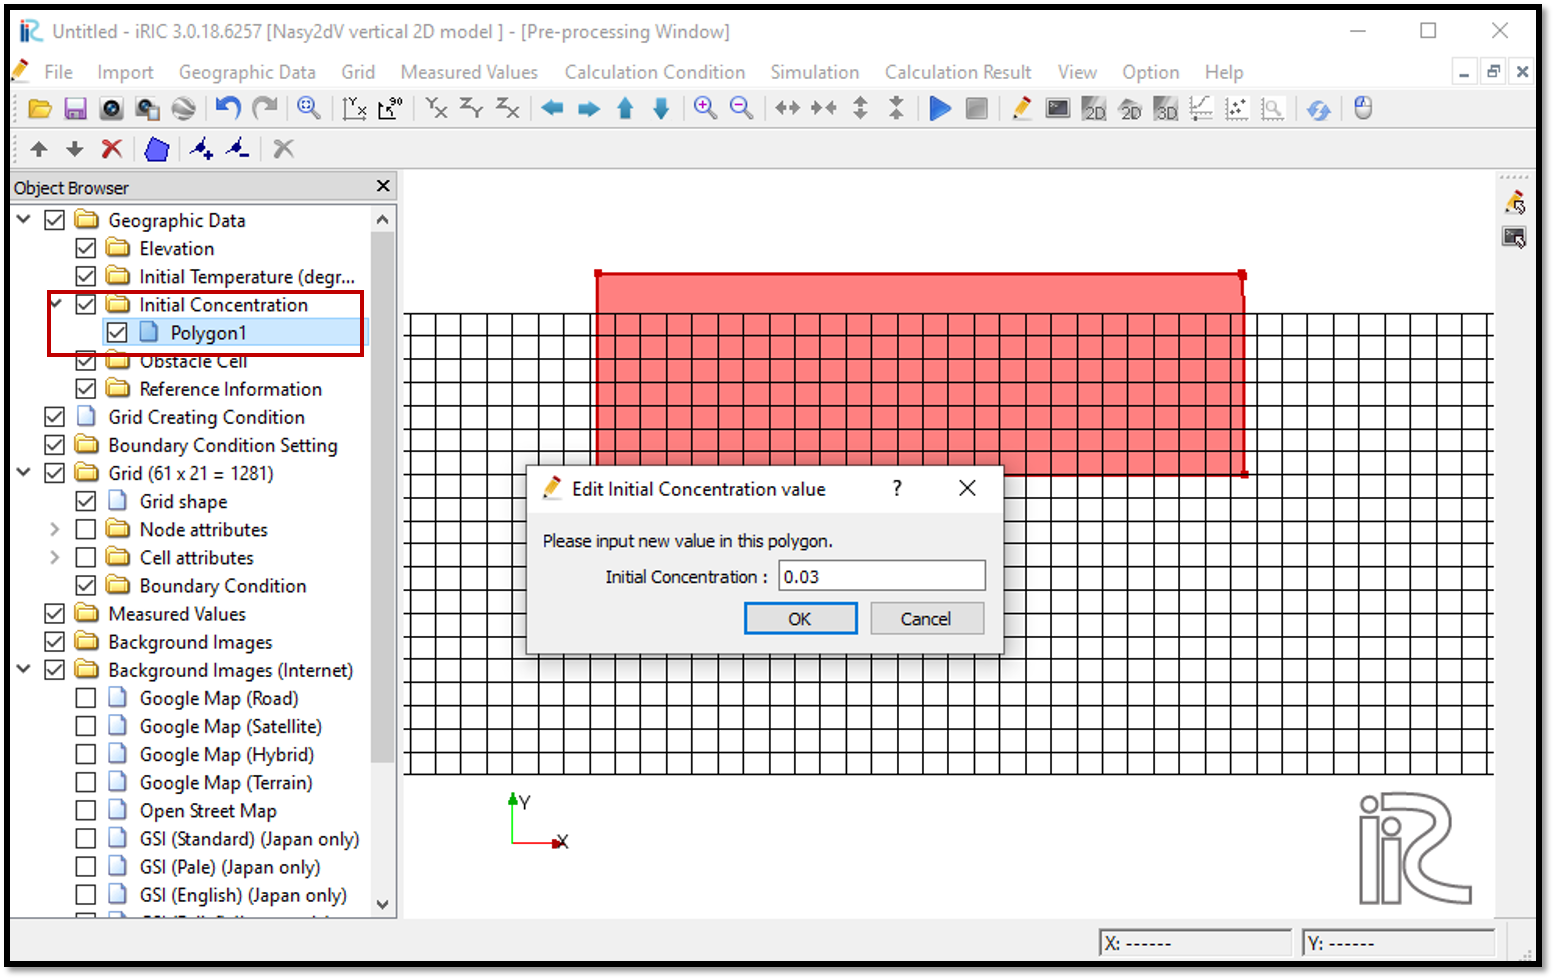 Untitled - iRIC 3.0.18.6257 [Nasy2dV vertical 2D model ] - [Pre-processing Window]
File Import Geographic Data Grid Measured Values Calculation Condition Simulation Calculation Result View Option Help
Object Browser
Geographic Data
Elevation
Initial Temperature (degr...
Initial Concentration
Polygon1
Obstacle Cell
Reference Information
Grid Creating Condition
Boundary Condition Setting
Grid (61 x 21 = 1281)
Grid shape
Node attributes
Cell attributes
Boundary Condition
Measured Values
Background Images
Background Images (Internet)
Google Map (Road)
Google Map (Satellite)
Google Map (Hybrid)
Google Map (Terrain)
Open Street Map
GSI (Standard) (Japan only)
GSI (Pale) (Japan only)
GSI (English) (Japan only)
Edit Initial Concentration value ?
Please input new value in this polygon.
Initial Concentration : 0.03
OK Cancel
Y
X
iRIC
X: ------ Y: ------